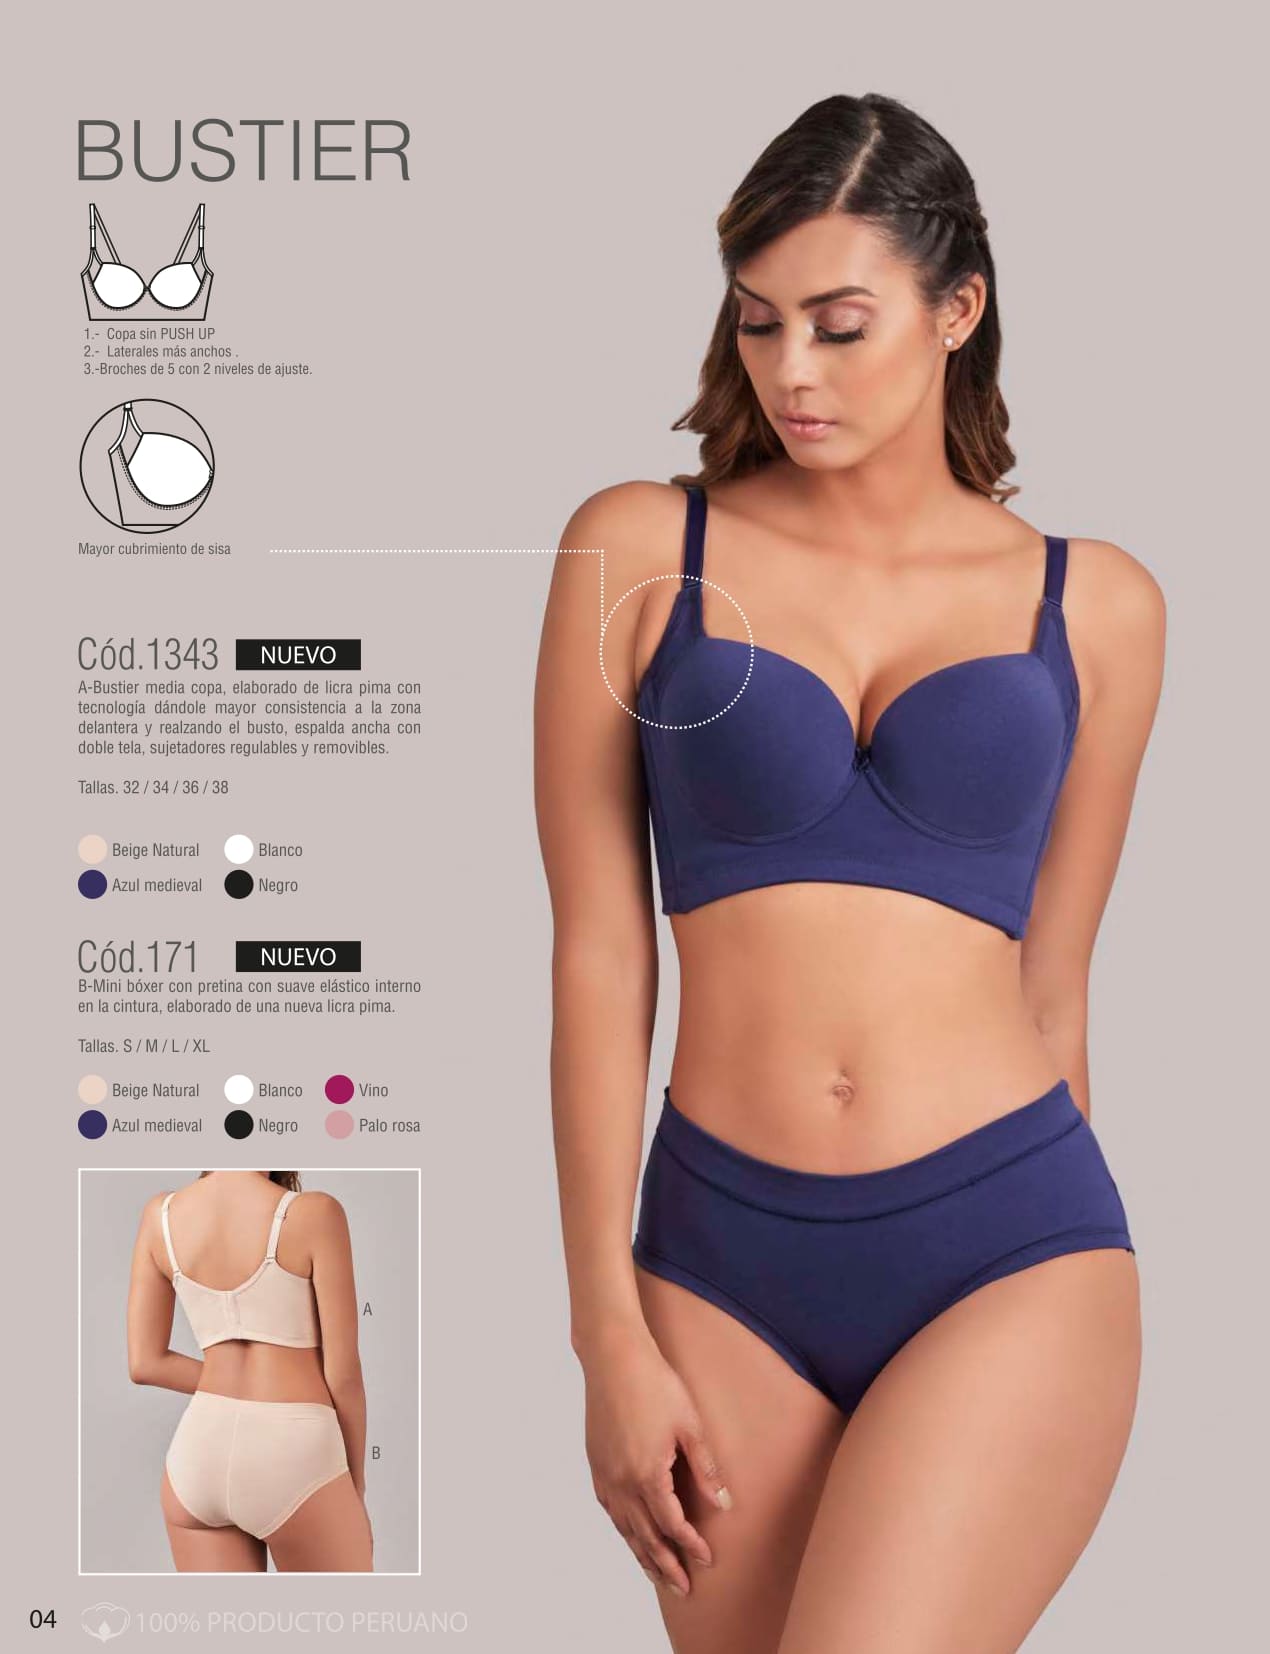 BUSTIER
1.- Copa sin PUSH UP
2.- Laterales más anchos .
3.-Broches de 5 con 2 niveles de ajuste.
Mayor cubrimiento de sisa
Cód.1343 NUEVO
A-Bustier media copa, elaborado de licra pima con
tecnología dándole mayor consistencia a la zona
delantera y realzando el busto, espalda ancha con
doble tela, sujetadores regulables y removibles.
Tallas. 32 / 34 / 36 / 38
Beige Natural Blanco
Azul medieval Negro
Cód.171 NUEVO
B-Mini bóxer con pretina con suave elástico interno
en la cintura, elaborado de una nueva licra pima.
Tallas. S / M / L / XL
Beige Natural Blanco Vino
Azul medieval Negro Palo rosa
A
B
04 100% PRODUCTO PERUANO